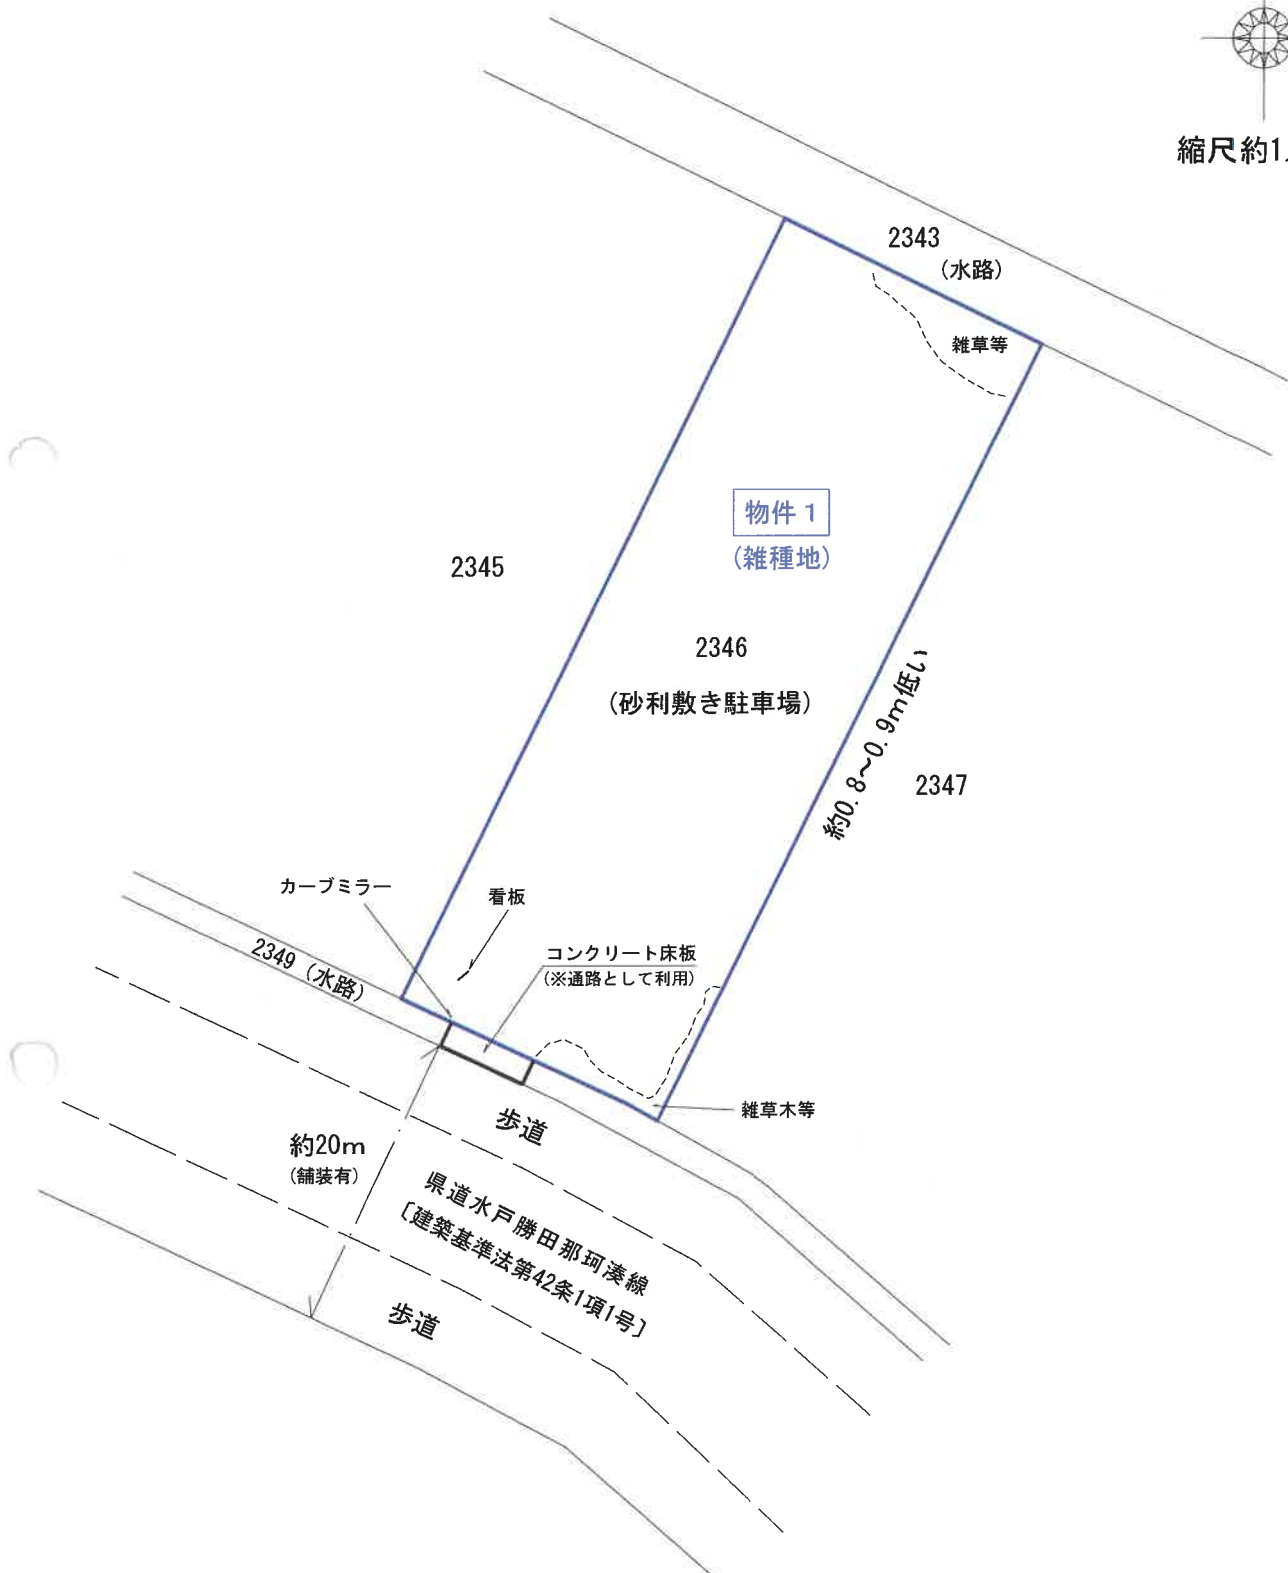 縮尺約1
2343
（水路）
雑草等
物件１
（雑種地）
2345
2346
（砂利敷き駐車場）
約0.8～0.9m低い
2347
カーブミラー
看板
コンクリート床板
（※通路として利用）
2349（水路）
雑草木等
歩道
約20m
（舗装有）
県道水戸勝田那珂湊線
〔建築基準法第42条1項1号〕
歩道